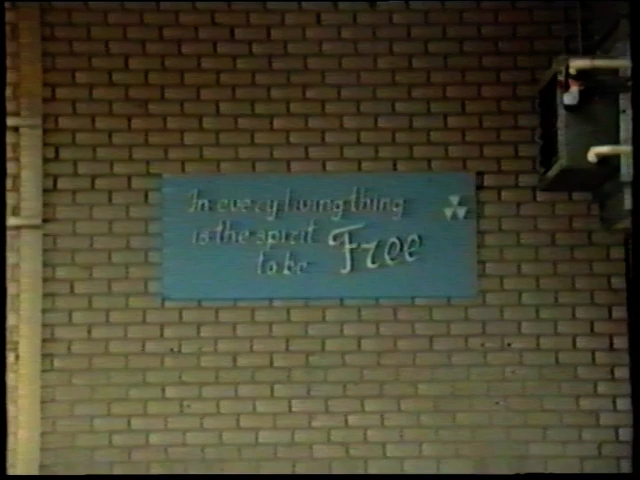 In every living thing
is the spirit
to be Free